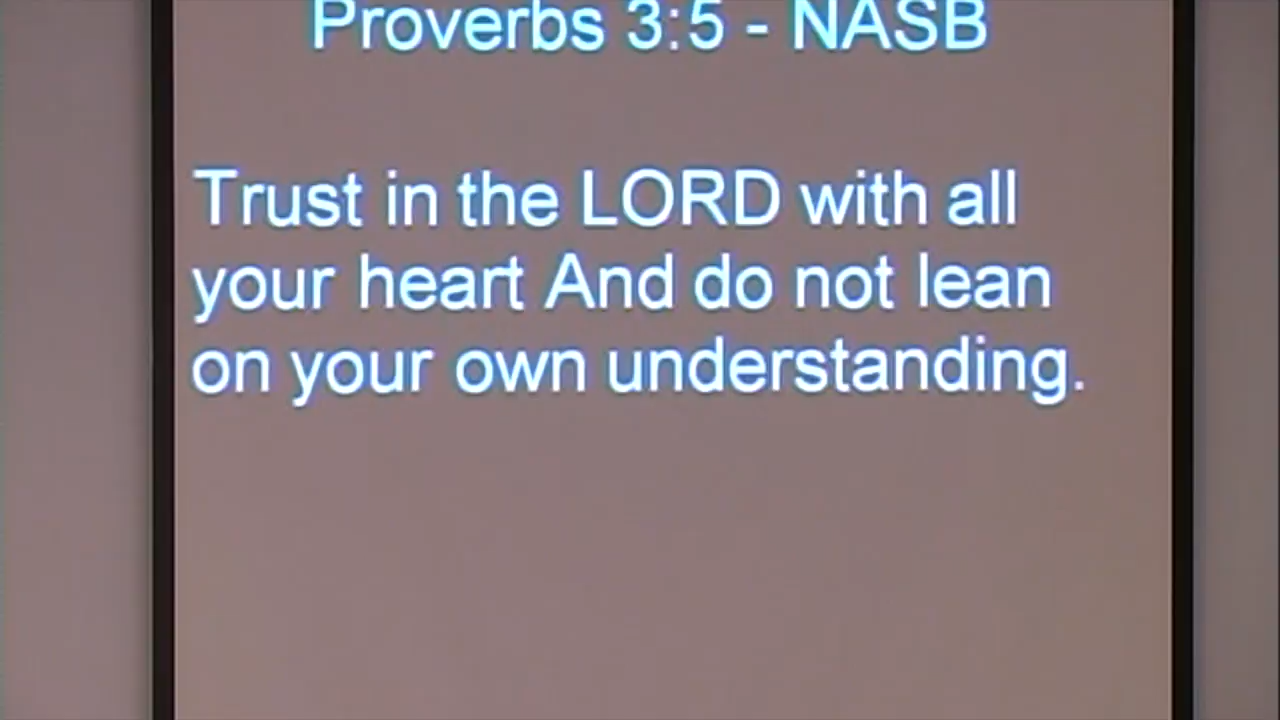 Proverbs 3:5 - NASB
Trust in the LORD with all
your heart And do not lean
on your own understanding.